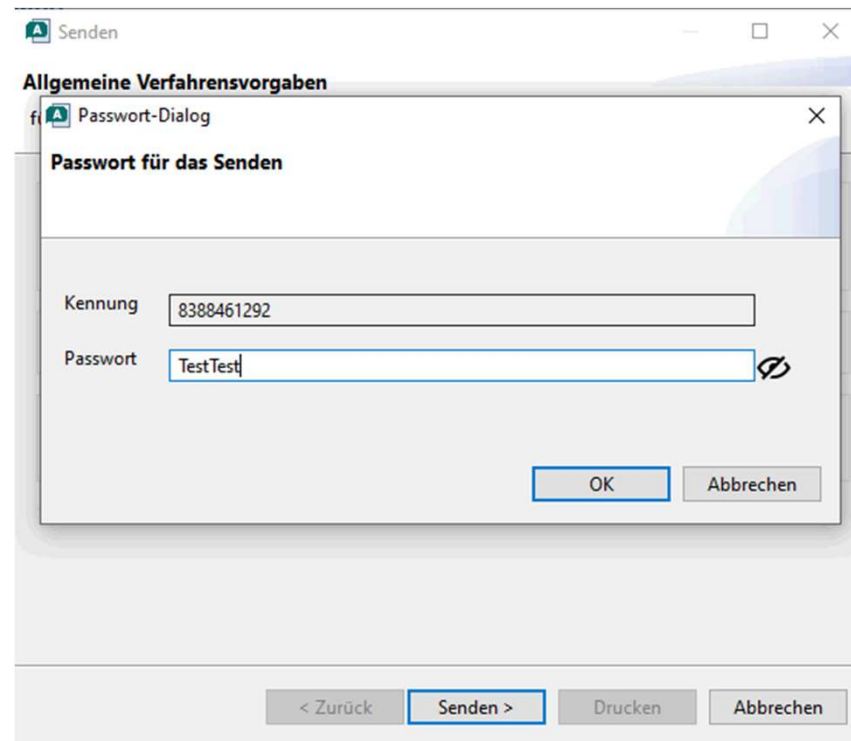 Senden
Allgemeine Verfahrensvorgaben
Passwort-Dialog
Passwort für das Senden
Kennung
8388461292
Passwort
TestTest
OK
Abbrechen
< Zurück
Senden >
Drucken
Abbrechen